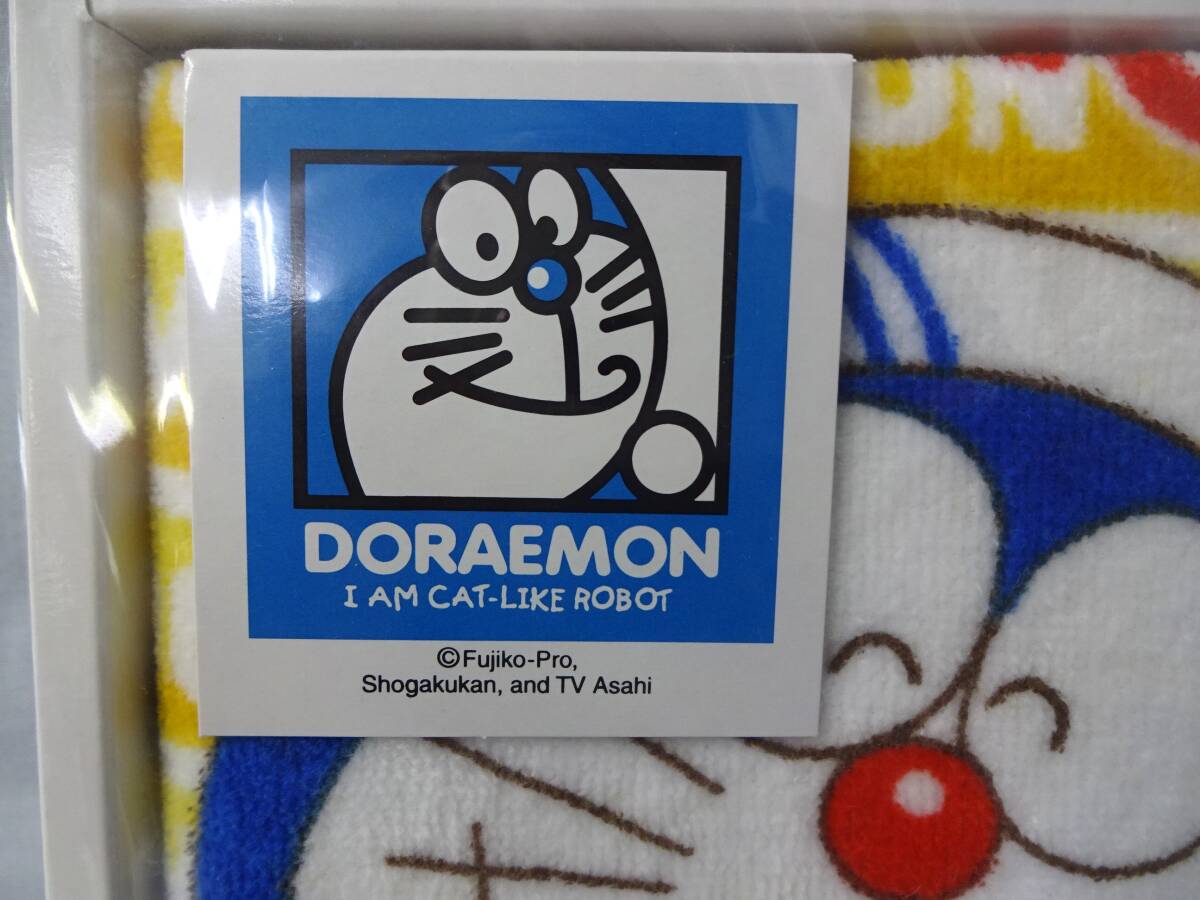 DORAEMON
I AM CAT-LIKE ROBOT
©Fujiko-Pro,
Shogakukan, and TV Asahi